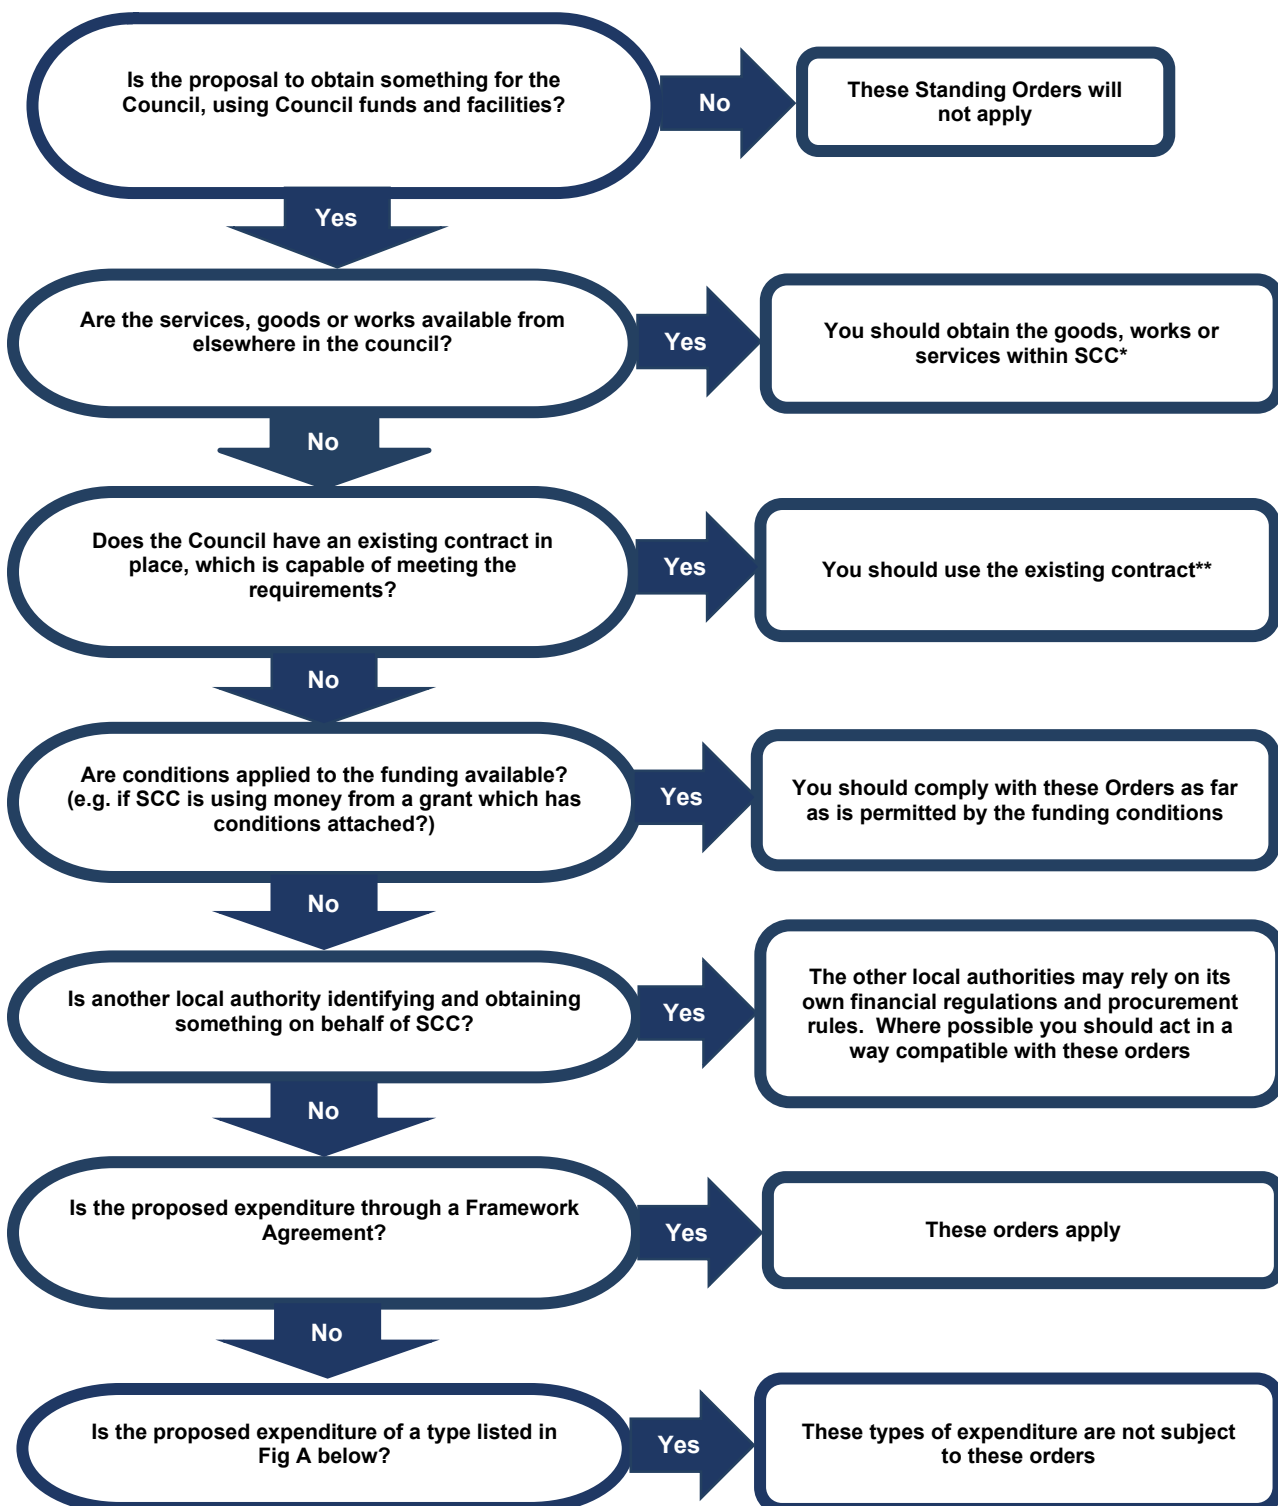 Is the proposal to obtain something for the
Council, using Council funds and facilities?
No
These Standing Orders will
not apply
Yes
Are the services, goods or works available from
elsewhere in the council?
Yes
You should obtain the goods, works or
services within SCC*
No
Does the Council have an existing contract in
place, which is capable of meeting the
requirements?
Yes
You should use the existing contract**
No
Are conditions applied to the funding available?
(e.g. if SCC is using money from a grant which has
conditions attached?)
Yes
You should comply with these Orders as far
as is permitted by the funding conditions
No
Is another local authority identifying and obtaining
something on behalf of SCC?
Yes
The other local authorities may rely on its
own financial regulations and procurement
rules.  Where possible you should act in a
way compatible with these orders
No
Is the proposed expenditure through a Framework
Agreement?
Yes
These orders apply
No
Is the proposed expenditure of a type listed in
Fig A below?
Yes
These types of expenditure are not subject
to these orders